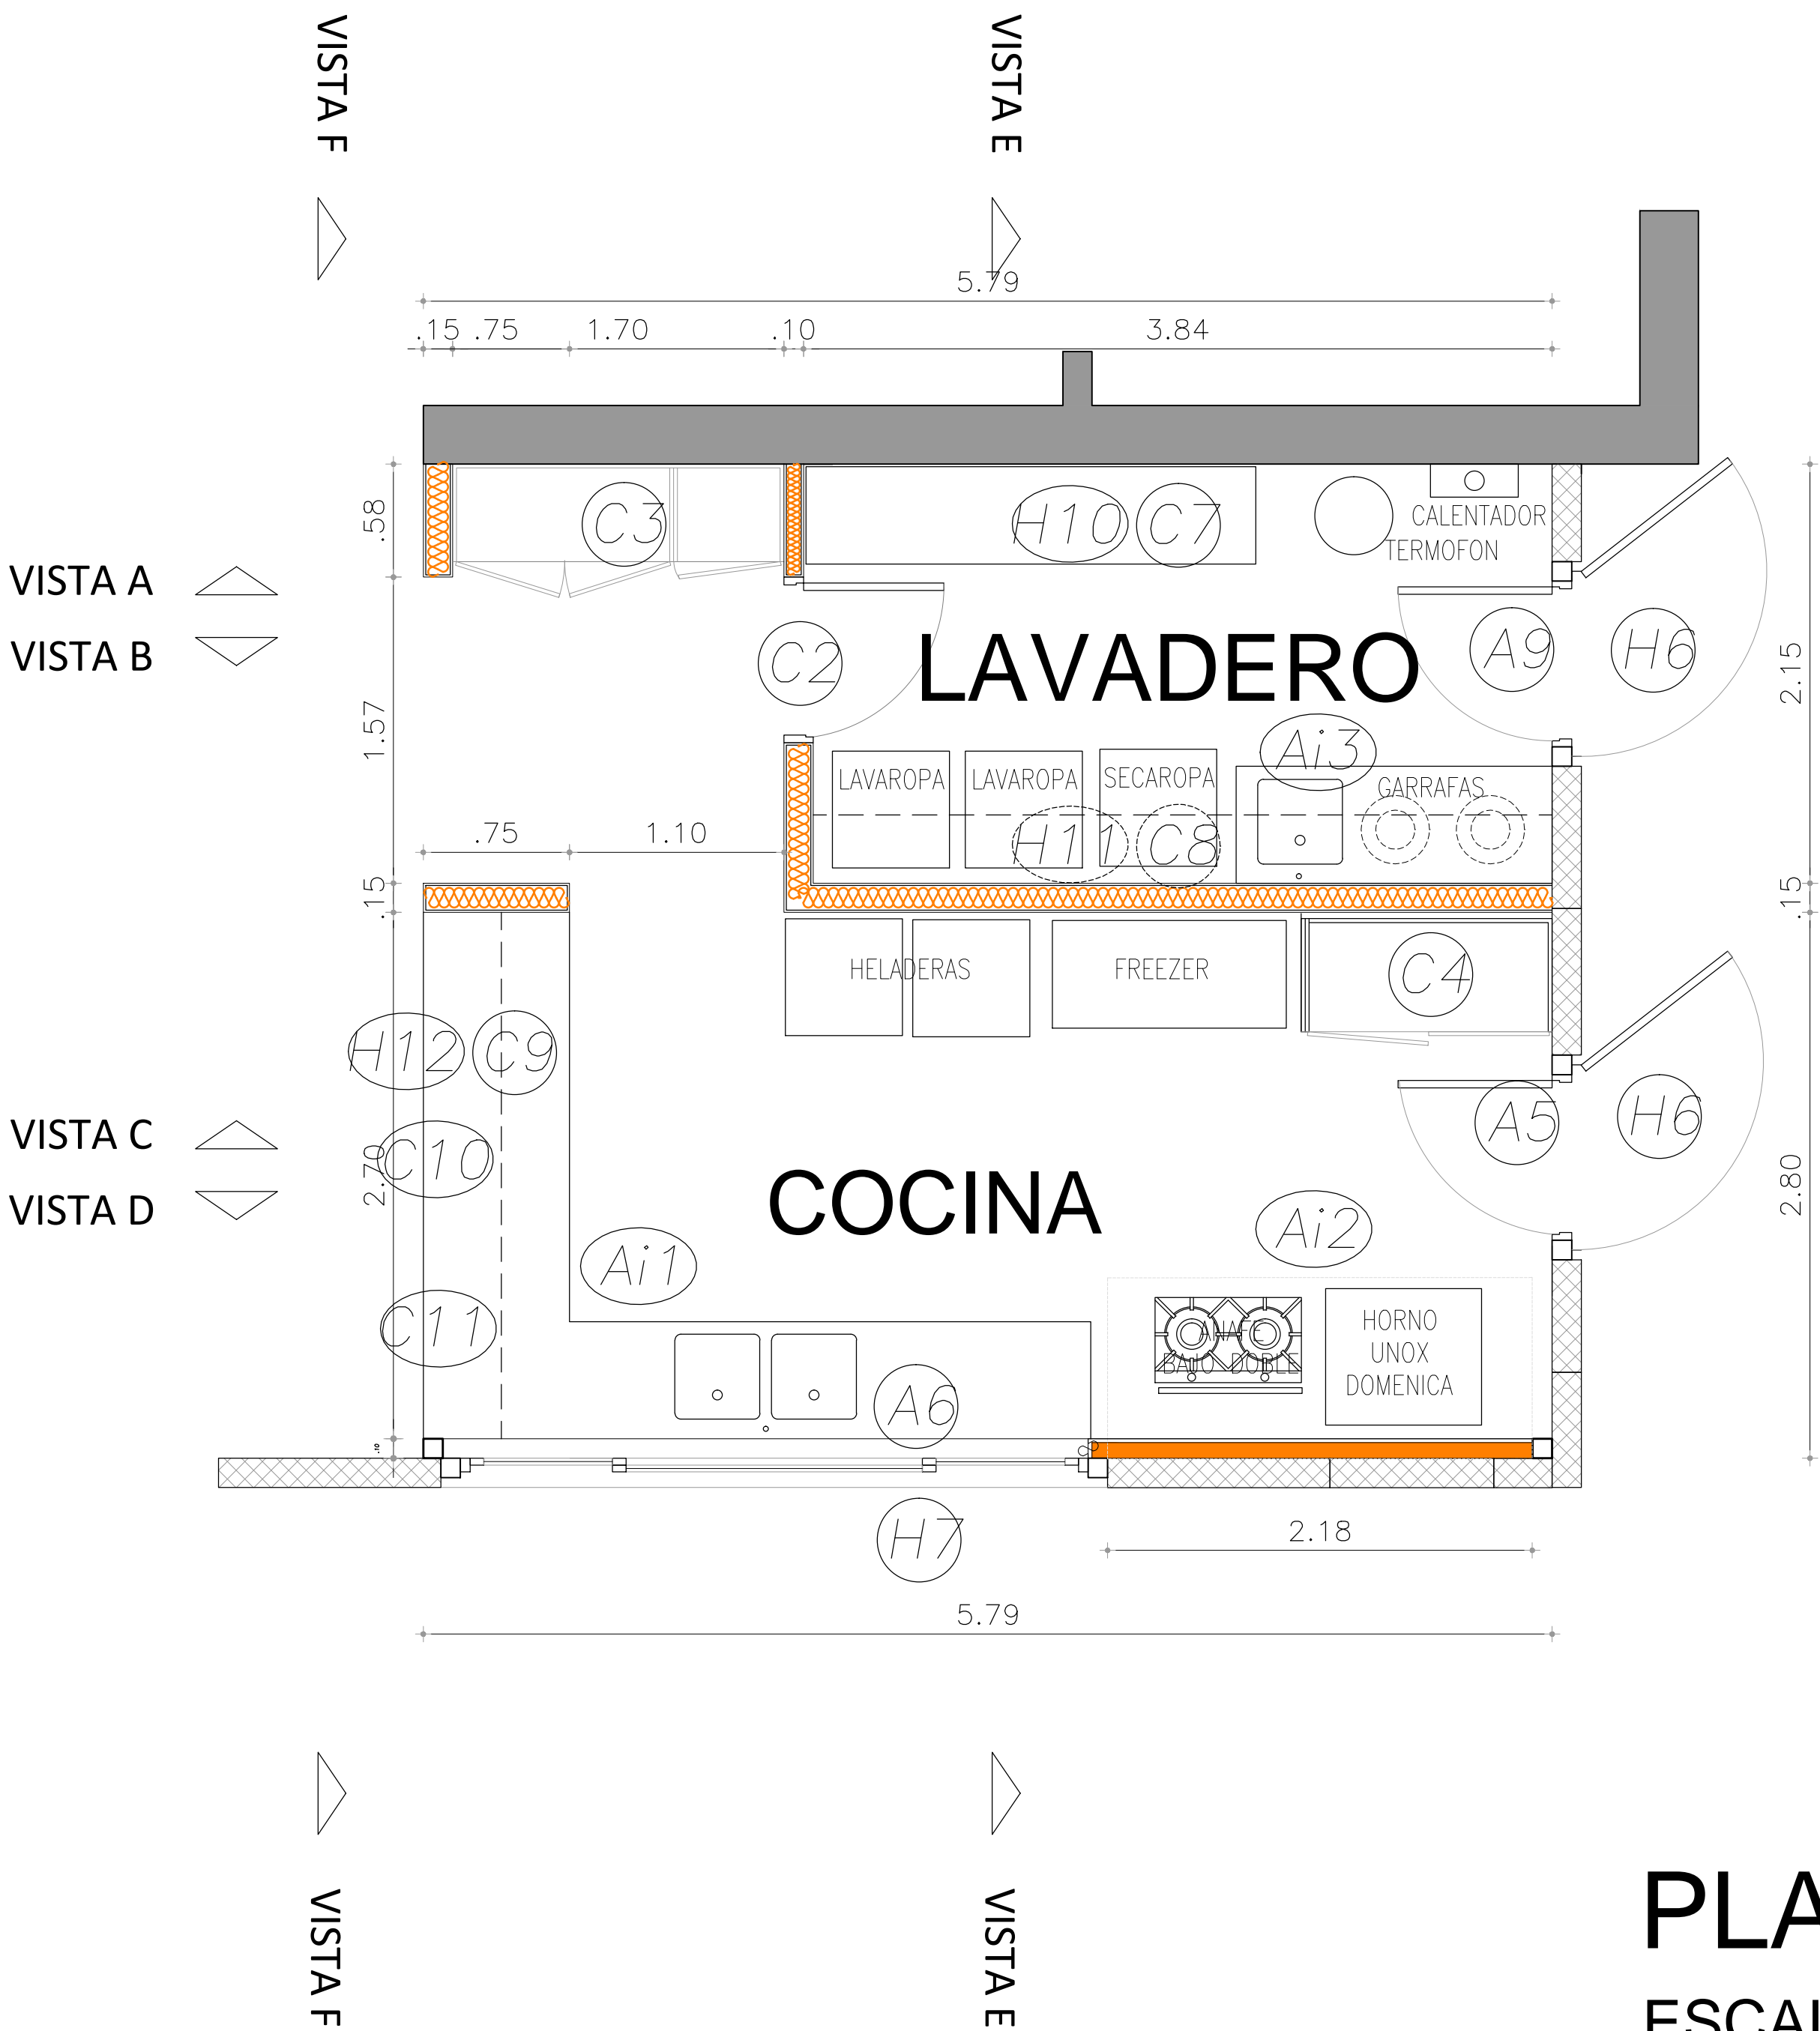 VISTA F
VISTA E
5.79
.15
.75
1.70
.10
3.84
.58
C3
H10
C7
CALENTADOR
TERMOFON
VISTA A
VISTA B
C2
LAVADERO
A9
H6
2.15
1.57
Ai3
LAVAROPA
LAVAROPA
SECAROPA
GARRAFAS
.75
1.10
H11
C8
.15
.15
HELADERAS
FREEZER
C4
H12
C9
VISTA C
VISTA D
C10
2.70
A5
H6
2.80
COCINA
Ai1
Ai2
C11
ANAFE
BAJO DOBLE
HORNO
UNOX
DOMENICA
A6
.10
H7
2.18
5.79
VISTA F
VISTA E
PLA
ESCAL